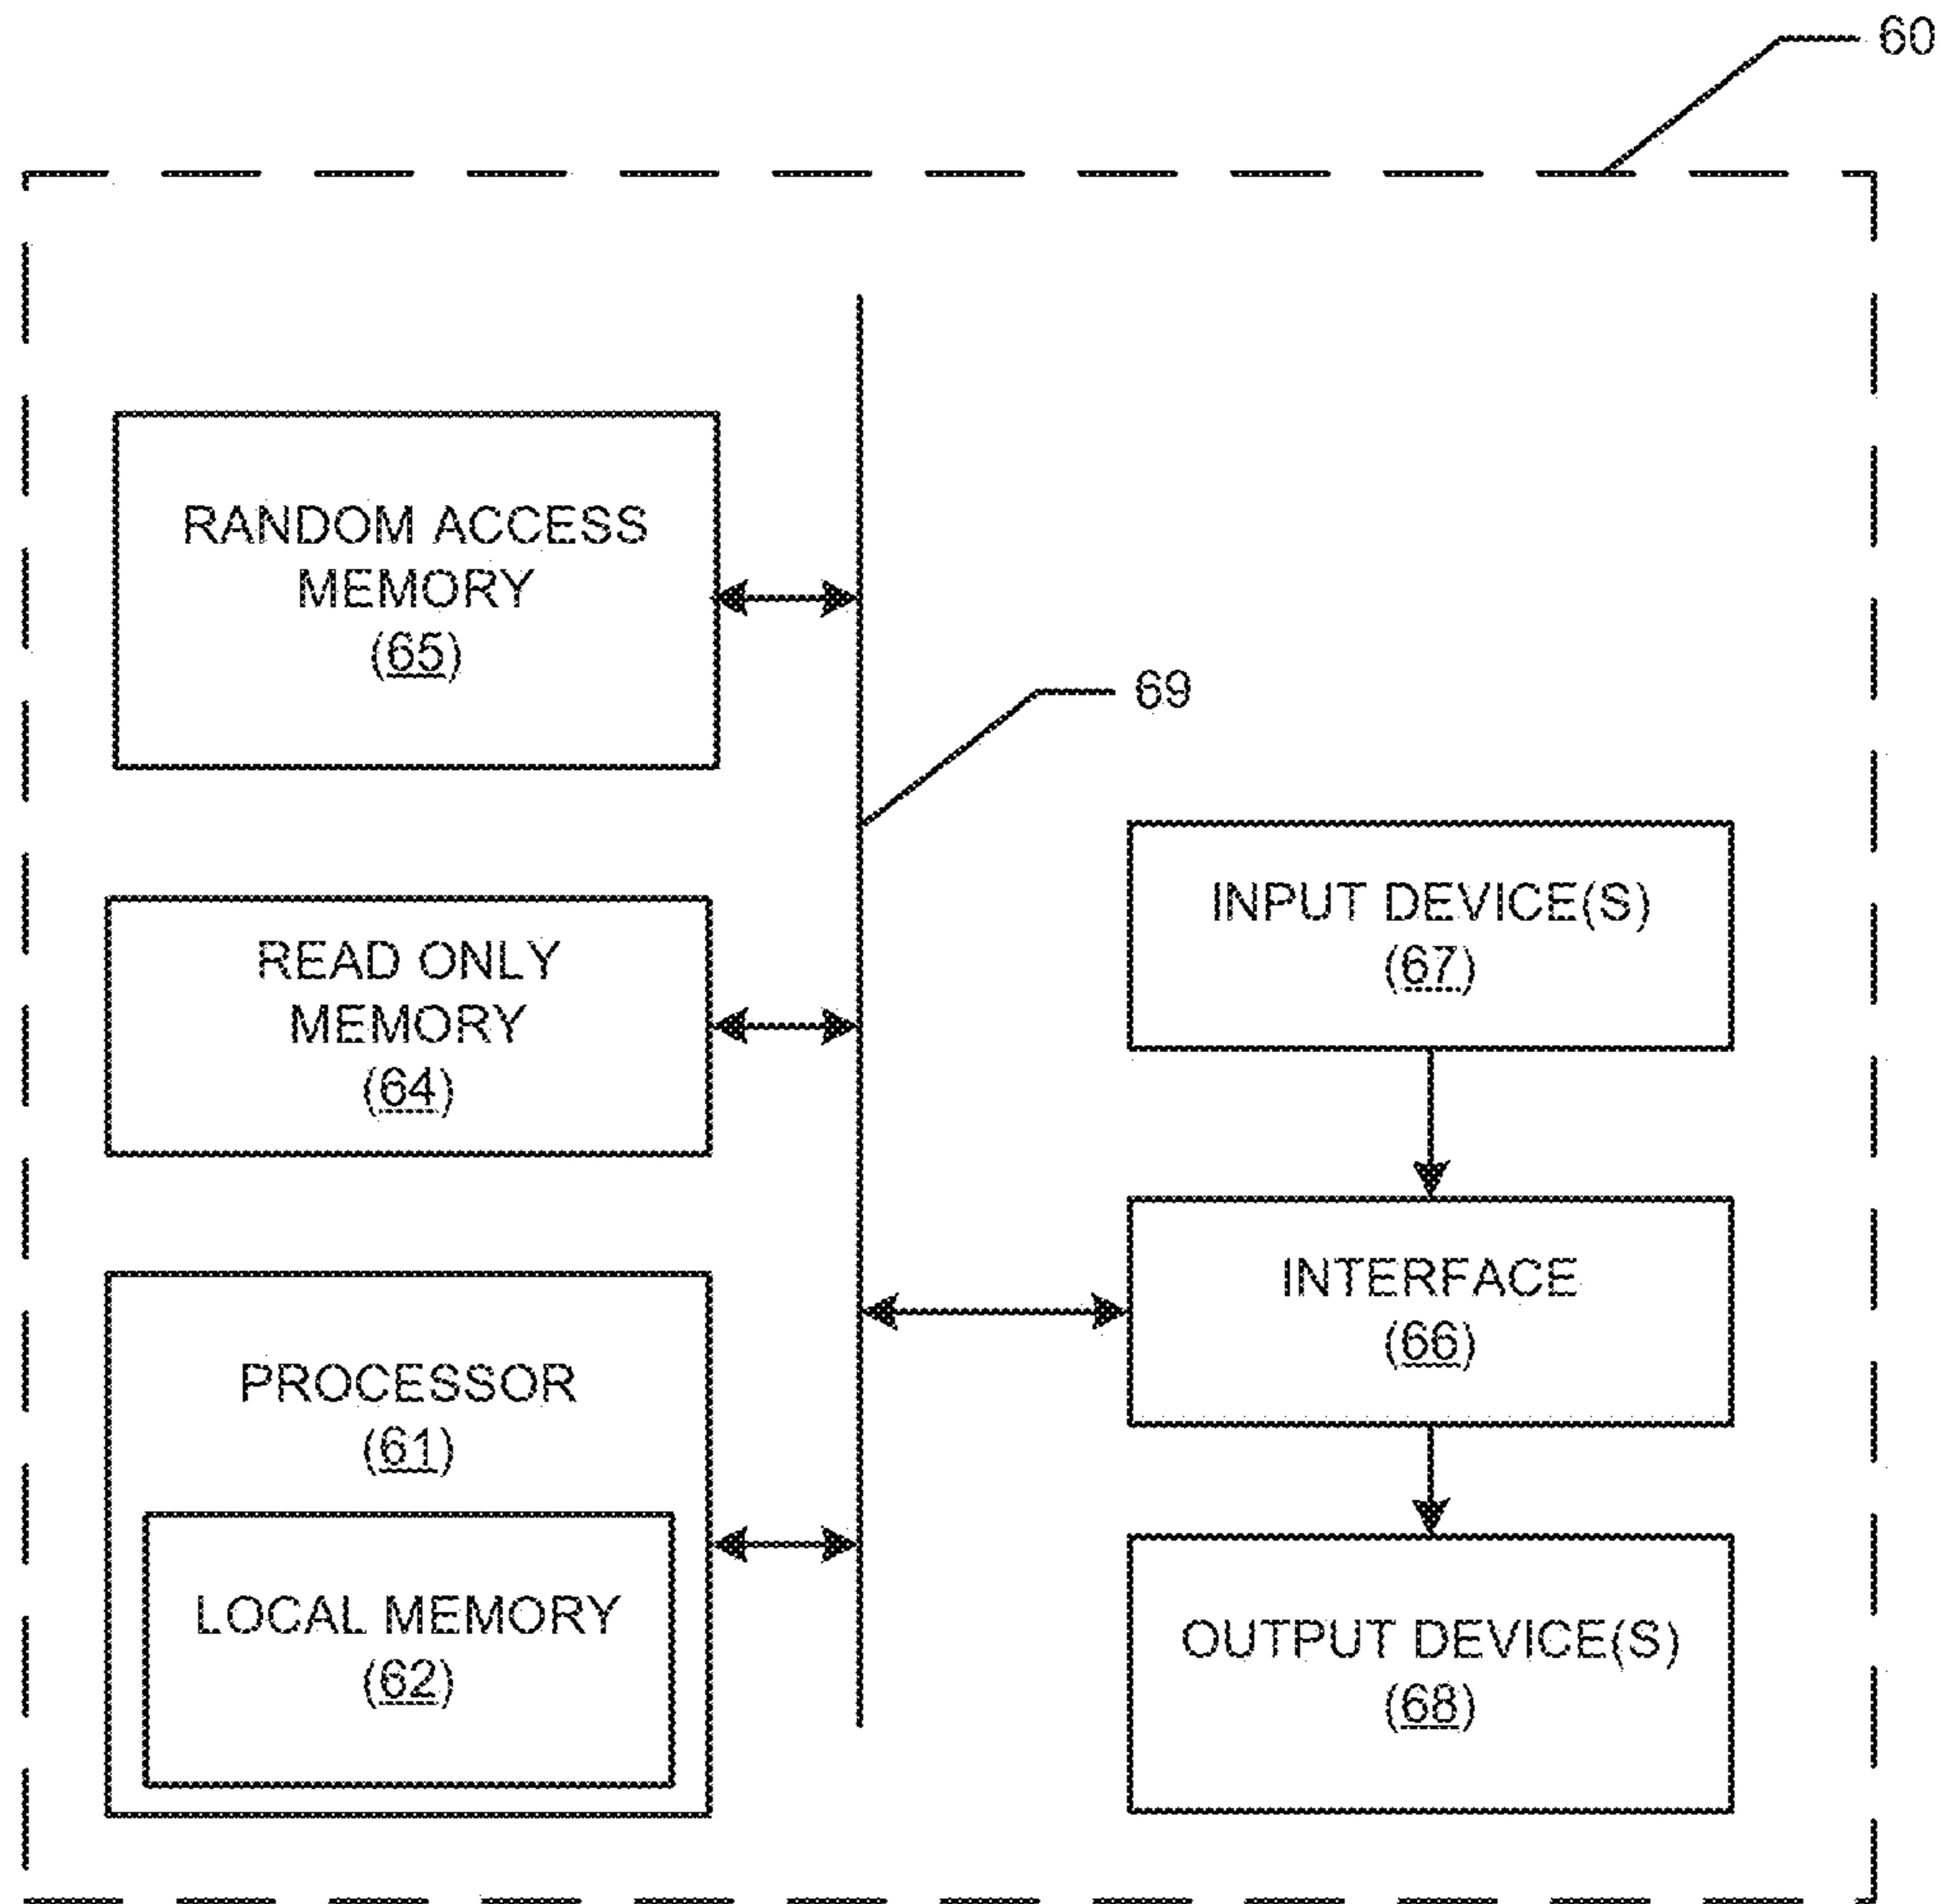 60
RANDOM ACCESS
MEMORY
(65)
69
READ ONLY
MEMORY
(64)
INPUT DEVICE(S)
(67)
INTERFACE
(66)
PROCESSOR
(61)
LOCAL MEMORY
(62)
OUTPUT DEVICE(S)
(68)